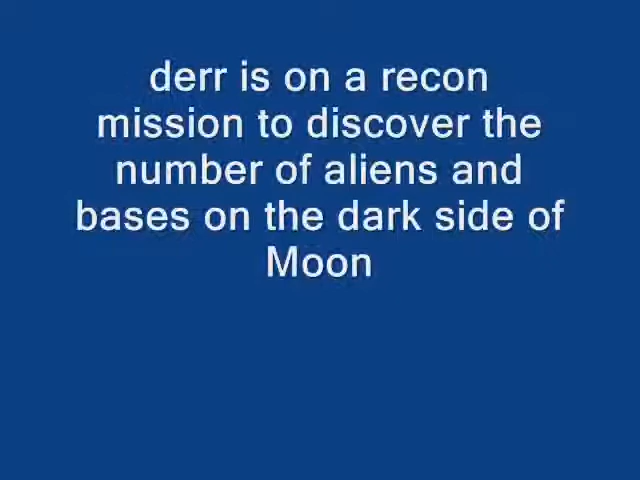 derr is on a recon
mission to discover the
number of aliens and
bases on the dark side of
Moon